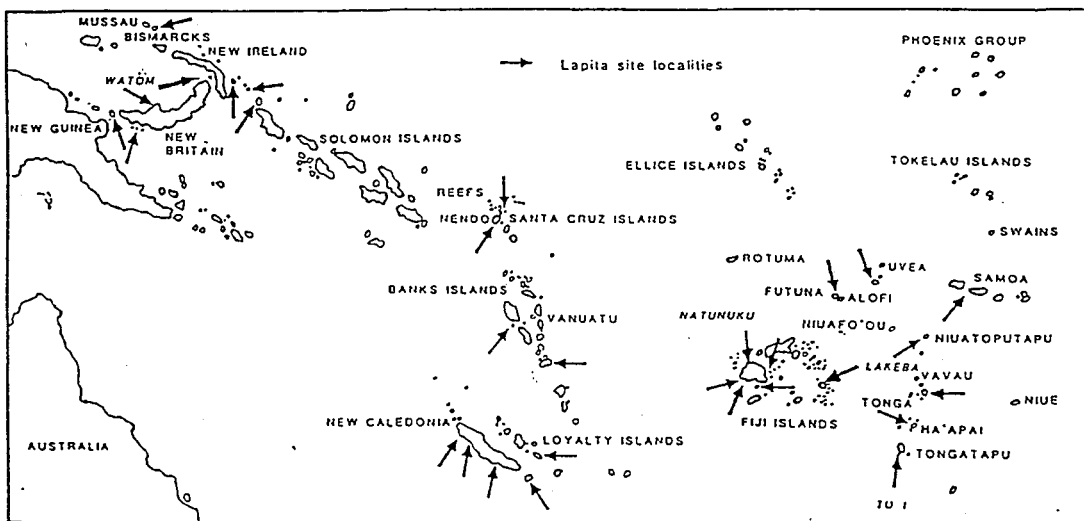 MUSSAU
BISMARCKS
NEW IRELAND
PHOENIX GROUP
Lapita site localities
WATOM
NEW GUINEA
NEW
BRITAIN
SOLOMON ISLANDS
ELLICE ISLANDS
TOKELAU ISLANDS
REEFS
NENDO
SANTA CRUZ ISLANDS
SWAINS
ROTUMA
UVEA
SAMOA
BANKS ISLANDS
FUTUNA
ALOFI
VANUATU
NATUNUKU
NIUAFO'OU
NIUATOPUTAPU
LAKEBA
VAVAU
NEW CALEDONIA
TONGA
NIUE
FIJI ISLANDS
HA'APAI
AUSTRALIA
LOYALTY ISLANDS
TONGATAPU